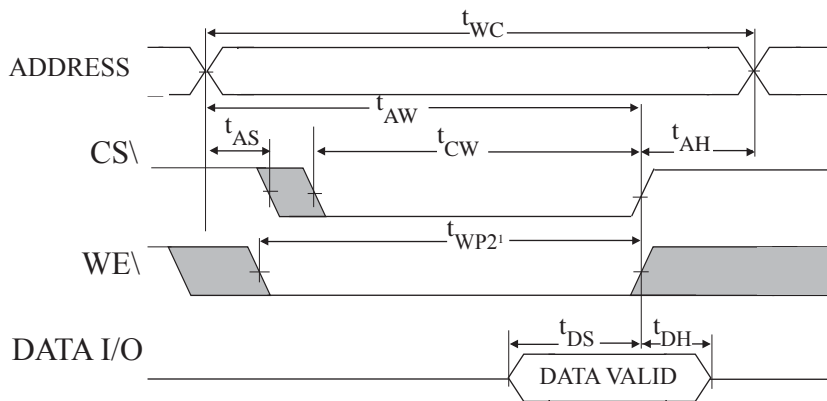 tWC
ADDRESS
tAW
tAS
CS\
tCW
tAH
tWP2¹
WE\
DATA I/O
tDS
tDH
DATA VALID